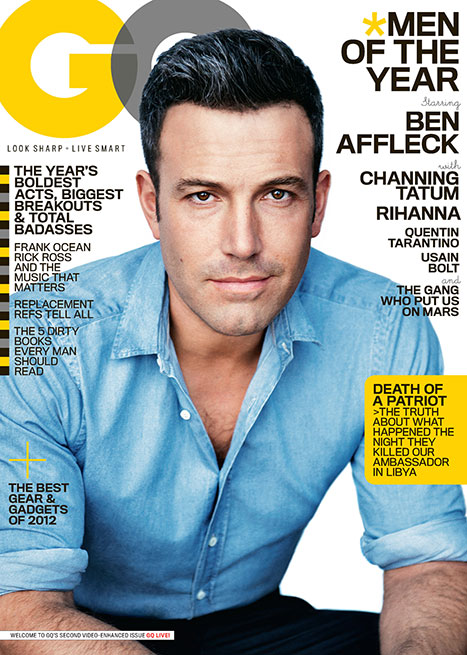 GQ
LOOK SHARP + LIVE SMART
*MEN
OF THE
YEAR
Starring
BEN
AFFLECK
with
CHANNING
TATUM
RIHANNA
QUENTIN
TARANTINO
USAIN
BOLT
and
THE GANG
WHO PUT US
ON MARS
THE YEAR'S
BOLDEST
ACTS, BIGGEST
BREAKOUTS
& TOTAL
BADASSES
FRANK OCEAN
RICK ROSS
AND THE
MUSIC THAT
MATTERS
REPLACEMENT
REFS TELL ALL
THE 5 DIRTY
BOOKS
EVERY MAN
SHOULD
READ
DEATH OF
A PATRIOT
>THE TRUTH
ABOUT WHAT
HAPPENED THE
NIGHT THEY
KILLED OUR
AMBASSADOR
IN LIBYA
+
THE BEST
GEAR &
GADGETS
OF 2012
WELCOME TO GQ'S SECOND VIDEO-ENHANCED ISSUE GQ LIVE!